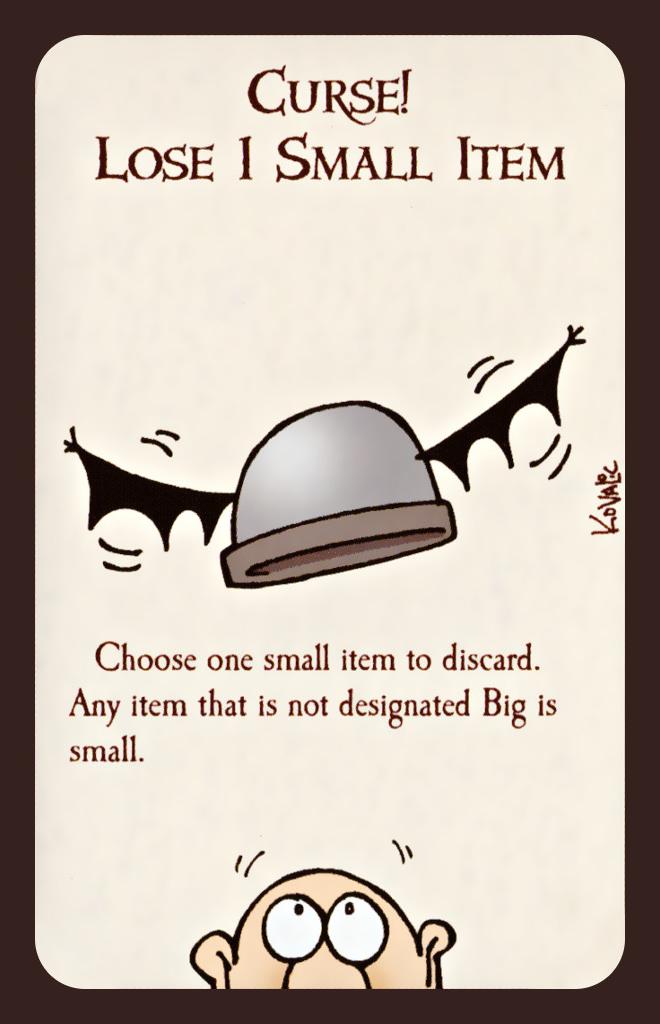 Curse!
Lose 1 Small Item
Kovalic
Choose one small item to discard.
Any item that is not designated Big is
small.